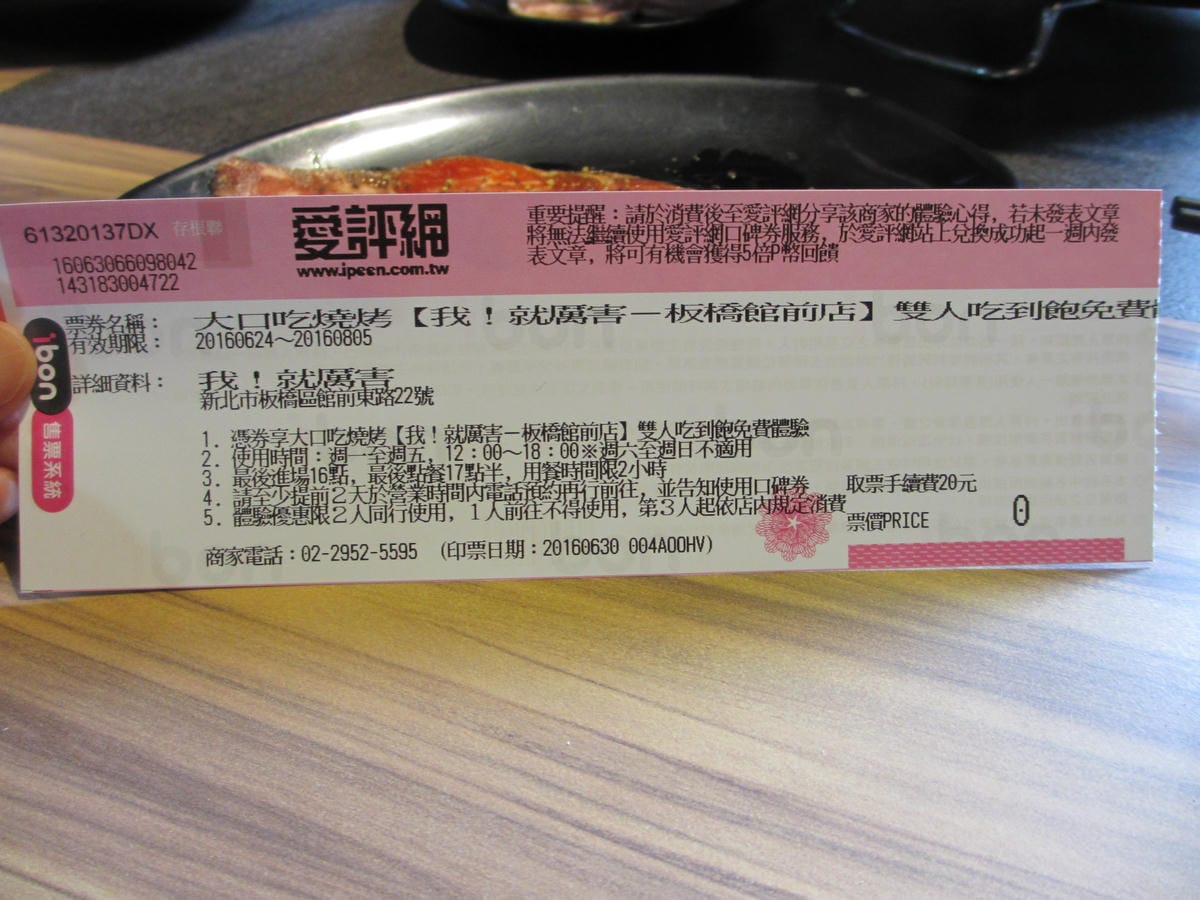 61320137DX 存根聯
16063066098042
143183004722
愛評網
www.ipeen.com.tw
重要提醒：請於消費後至愛評網分享該商家的體驗心得，若未發表文章
將無法繼續使用愛評網口碑券服務，於愛評網站上兌換成功起一週內發
表文章，將可有機會獲得5倍P幣回饋
ibon
售票系統
票券名稱： 大口吃燒烤【我！就厲害－板橋館前店】雙人吃到飽免費
有效期限： 20160624～20160805
詳細資料： 我！就厲害
新北市板橋區館前東路22號
1. 憑券享大口吃燒烤【我！就厲害－板橋館前店】雙人吃到飽免費體驗
2. 使用時間：週一至週五，12：00～18：00※週六至週日不適用
3. 最後進場16點，最後點餐17點半，用餐時間限2小時
4. 請至少提前2天於營業時間內電話預約再行前往，並告知使用口碑券
5. 體驗優惠限2人同行使用，1人前往不得使用，第3人起依店內規定消費
取票手續費20元
票價PRICE 0
商家電話：02-2952-5595 （印票日期：20160630 004A00HV）